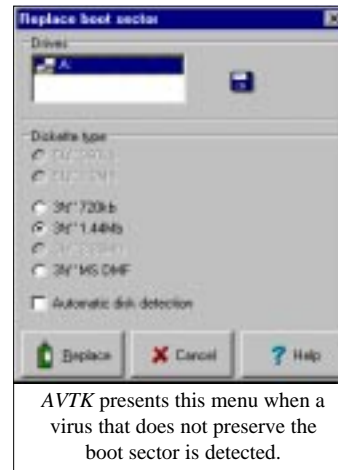 Replace boot sector
Drives
A:
Diskette type
3½" 720kb
3½" 1.44Mb
3½" MS DMF
Automatic disk detection
Replace
Cancel
Help
AVTK presents this menu when a
virus that does not preserve the
boot sector is detected.